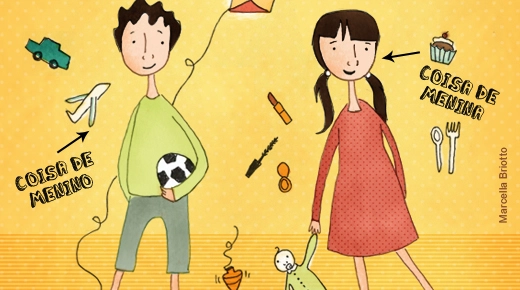 COISA DE
MENINO
COISA DE
MENINA
Marcella Briotto